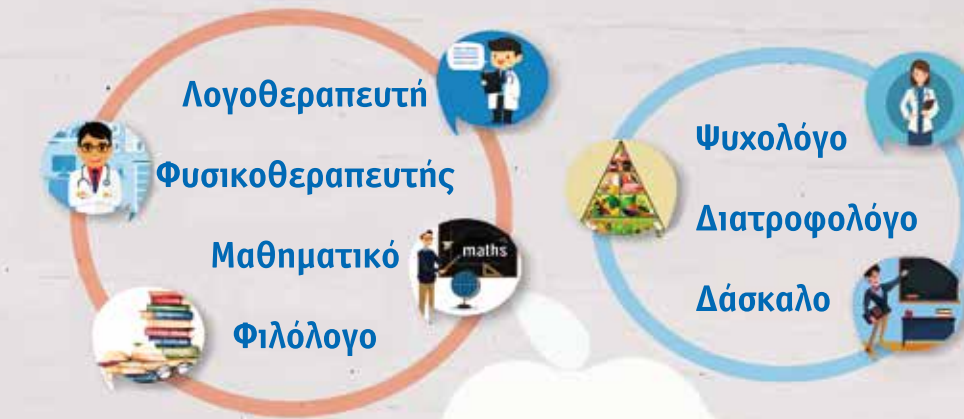 Λογοθεραπευτή
Φυσικοθεραπευτής
Μαθηματικό
maths
Φιλόλογο
Ψυχολόγο
Διατροφολόγο
Δάσκαλο